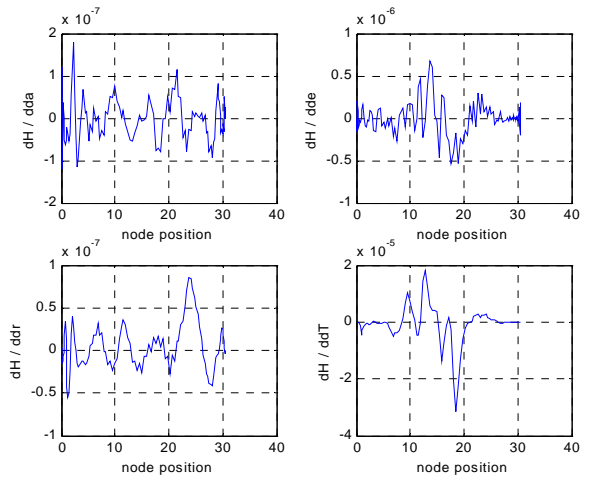 x 10^-7
2
1
0
-1
-2
dH / dda
0 10 20 30 40
node position
x 10^-6
1
0.5
0
-0.5
-1
dH / dde
0 10 20 30 40
node position
x 10^-7
1
0.5
0
-0.5
-1
dH / ddr
0 10 20 30 40
node position
x 10^-5
2
0
-2
-4
dH / ddT
0 10 20 30 40
node position